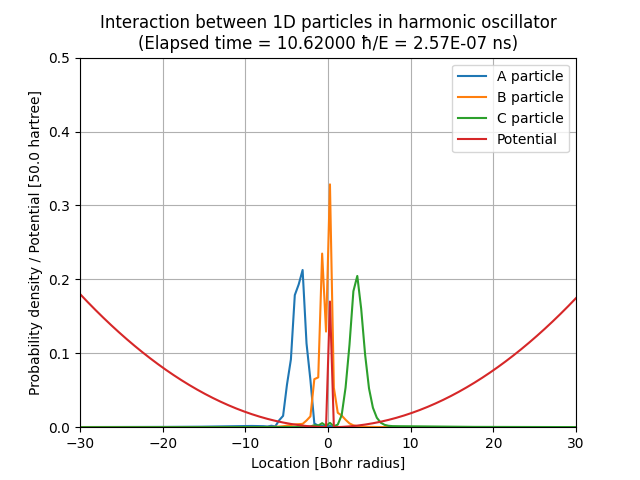 Interaction between 1D particles in harmonic oscillator
(Elapsed time = 10.62000 ħ/E = 2.57E-07 ns)
Probability density / Potential [50.0 hartree]
0.5
0.4
0.3
0.2
0.1
0.0
A particle
B particle
C particle
Potential
−30
−20
−10
0
10
20
30
Location [Bohr radius]